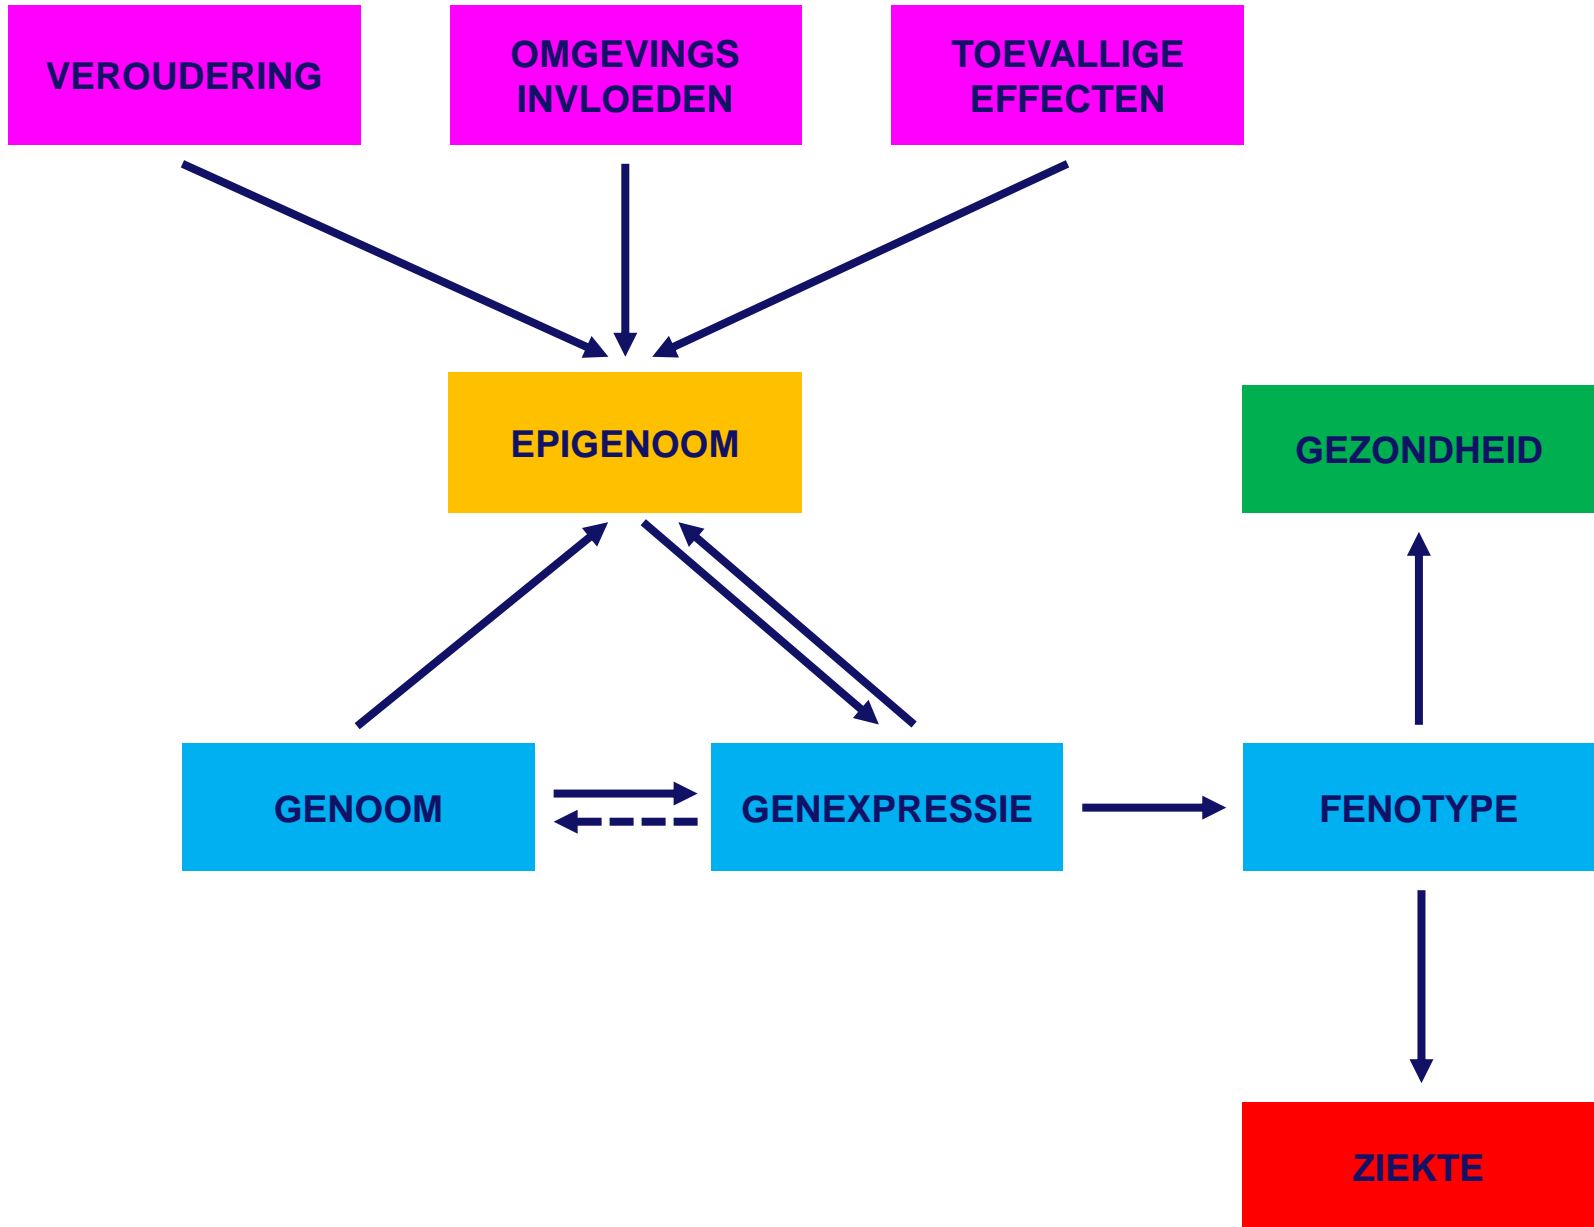 VEROUDERING
OMGEVINGS
INVLOEDEN
TOEVALLIGE
EFFECTEN
EPIGENOOM
GEZONDHEID
GENOOM
GENEXPRESSIE
FENOTYPE
ZIEKTE